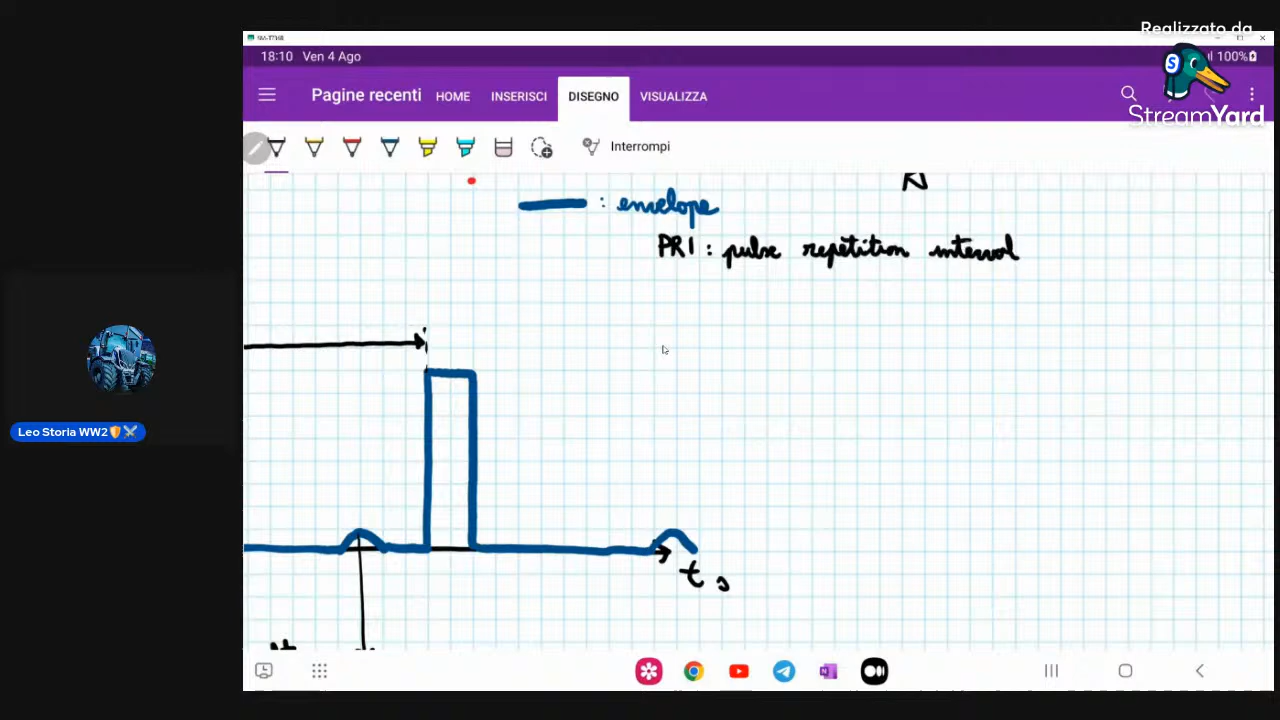 Realizzato da
StreamYard
18:10 Ven 4 Ago
100%
Pagine recenti HOME INSERISCI DISEGNO VISUALIZZA
Interrompi
: envelope
PRI : pulse repetition interval
t s
Leo Storia WW2🛡️⚔️